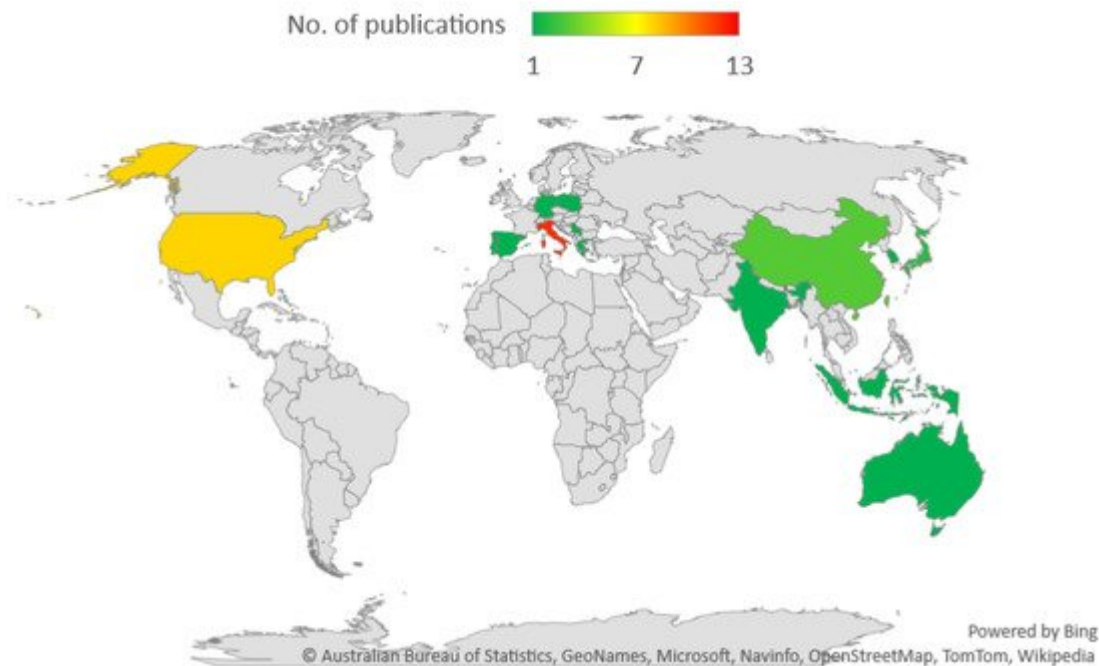 No. of publications
1 7 13
Powered by Bing
© Australian Bureau of Statistics, GeoNames, Microsoft, Navinfo, OpenStreetMap, TomTom, Wikipedia